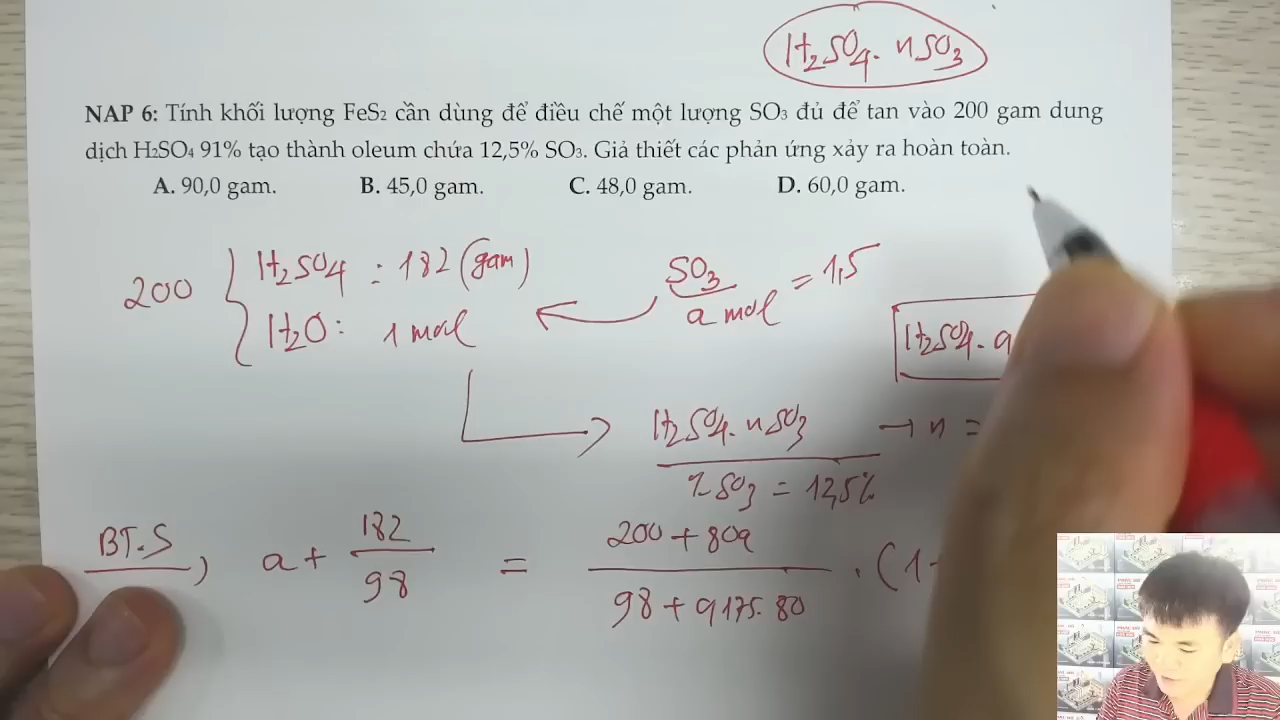 H₂SO₄. nSO₃
NAP 6: Tính khối lượng FeS₂ cần dùng để điều chế một lượng SO₃ đủ để tan vào 200 gam dung
dịch H₂SO₄ 91% tạo thành oleum chứa 12,5% SO₃. Giả thiết các phản ứng xảy ra hoàn toàn.
A. 90,0 gam. B. 45,0 gam. C. 48,0 gam. D. 60,0 gam.
200 { H₂SO₄ : 182 (gam)
H₂O : 1 mol
SO₃ = 1,5
a mol
H₂SO₄. a
H₂SO₄. nSO₃ → n =
% SO₃ = 12,5%
BT.S, a + 182/98 = (200 + 80a)/(98 + 0,175.80) . (1+